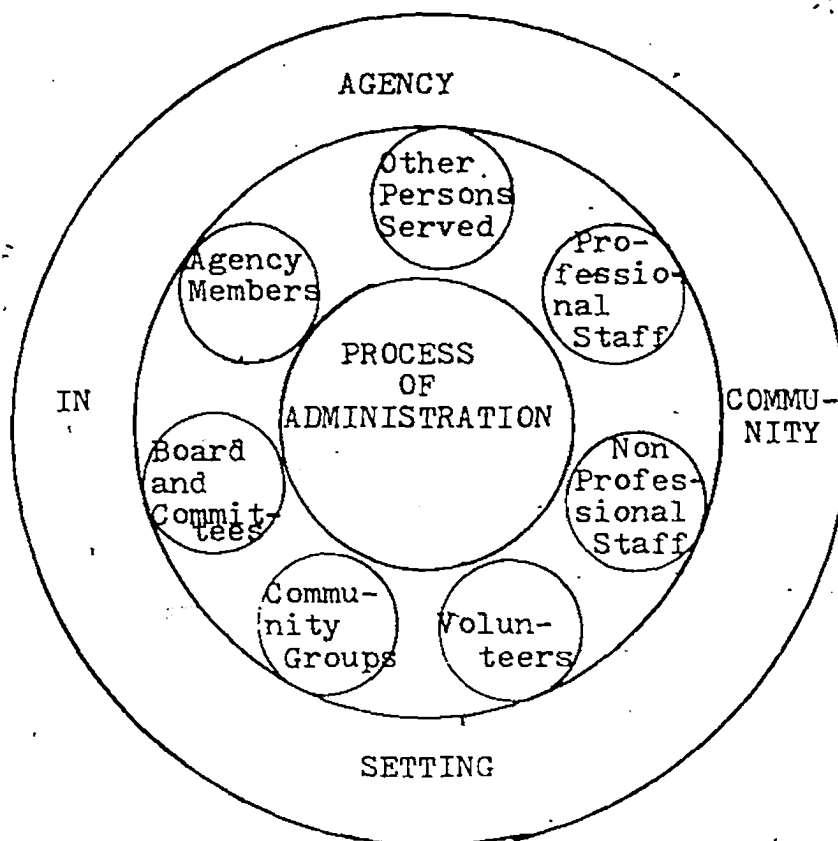 AGENCY
Other
Persons
Served
Agency
Members
Pro-
fessio-
nal
Staff
PROCESS
OF
ADMINISTRATION
IN
COMMU-
NITY
Board
and
Commit-
tees
Non
Profes-
sional
Staff
Commu-
nity
Groups
Volun-
teers
SETTING